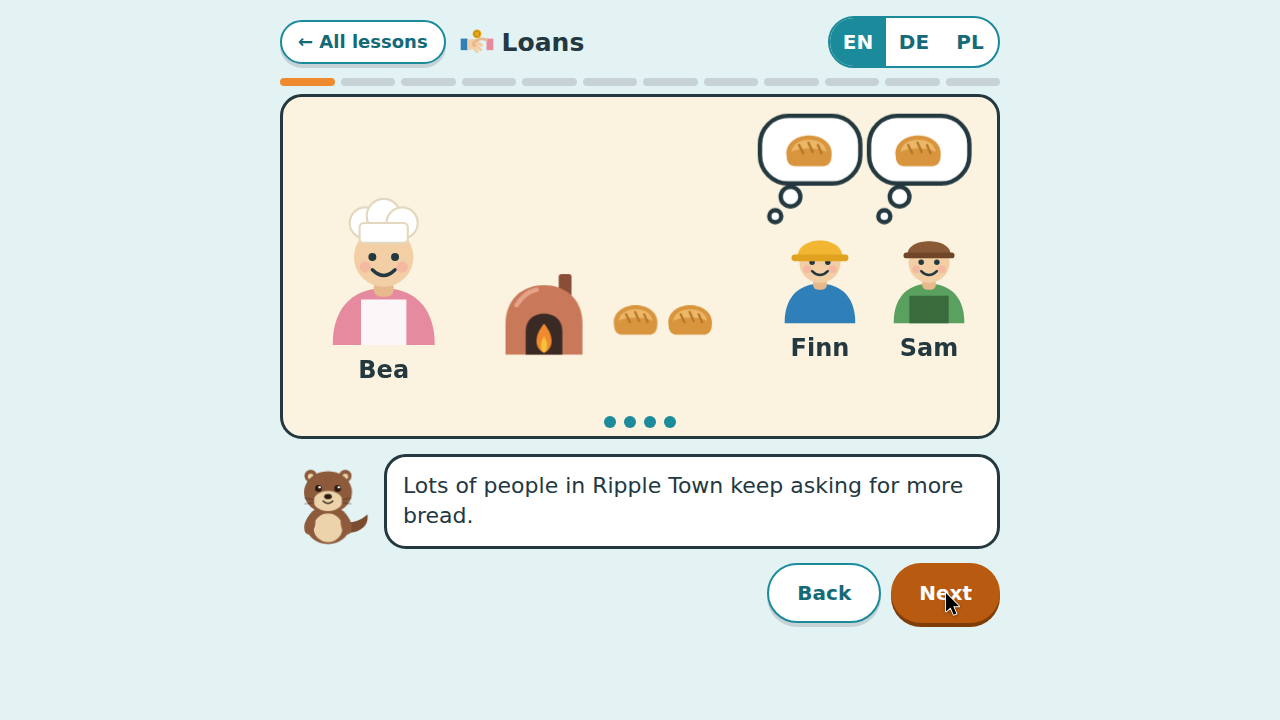 ← All lessons
Loans
EN DE PL
Bea
Finn
Sam
Lots of people in Ripple Town keep asking for more
bread.
Back
Next